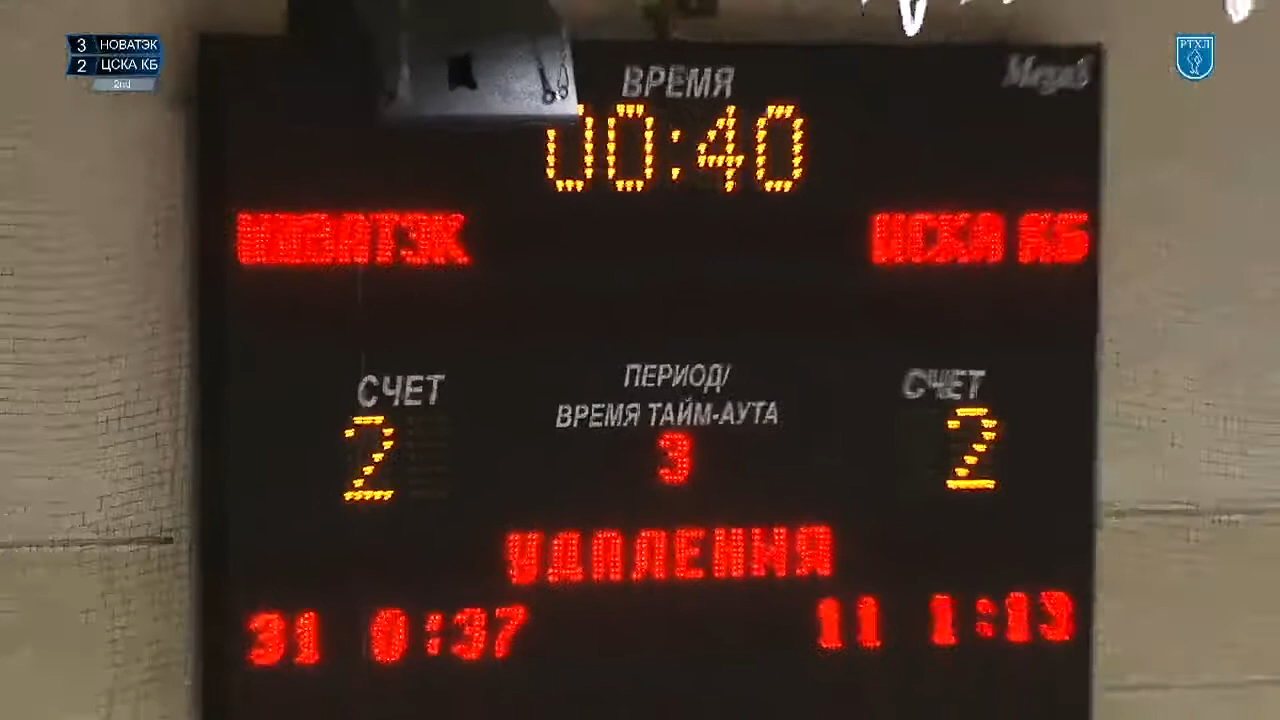 3 НОВАТЭК
2 ЦСКА КБ
2nd
РТХЛ
ВРЕМЯ
00:40
НОВАТЭК
ЦСКА КБ
СЧЕТ
ПЕРИОД/
СЧЕТ
ВРЕМЯ ТАЙМ-АУТА
2
3
2
УДАЛЕНИЯ
31 0:37
11 1:13